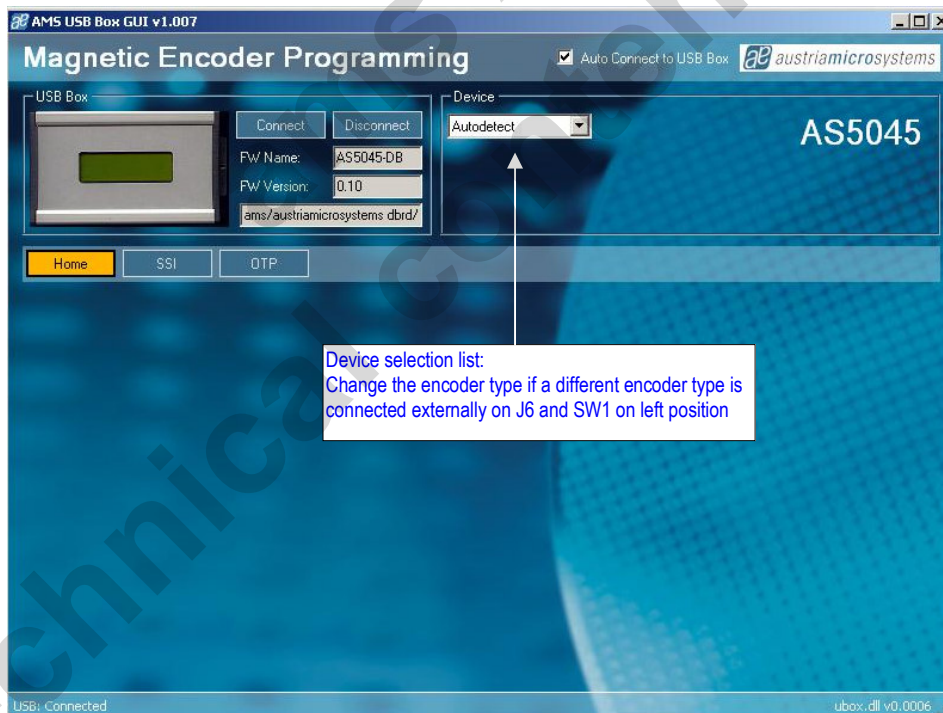 AMS USB Box GUI v1.007
Magnetic Encoder Programming
Auto Connect to USB Box
austriamicrosystems
USB Box
Connect
Disconnect
FW Name:
AS5045-DB
FW Version:
0.10
ams/austriamicrosystems dbrd/
Device
Autodetect
AS5045
Home
SSI
OTP
Device selection list:
Change the encoder type if a different encoder type is
connected externally on J6 and SW1 on left position
USB: Connected
ubox.dll v0.0006